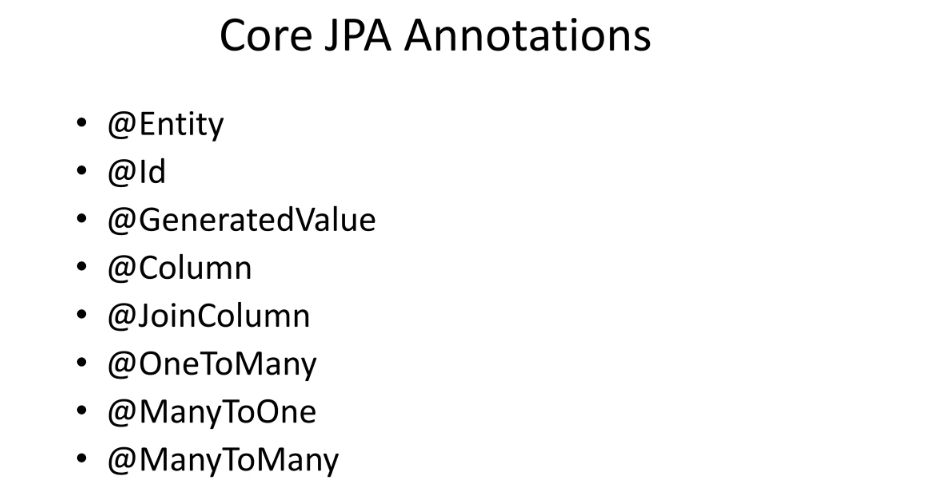 Core JPA Annotations
• @Entity
• @Id
• @GeneratedValue
• @Column
• @JoinColumn
• @OneToMany
• @ManyToOne
• @ManyToMany